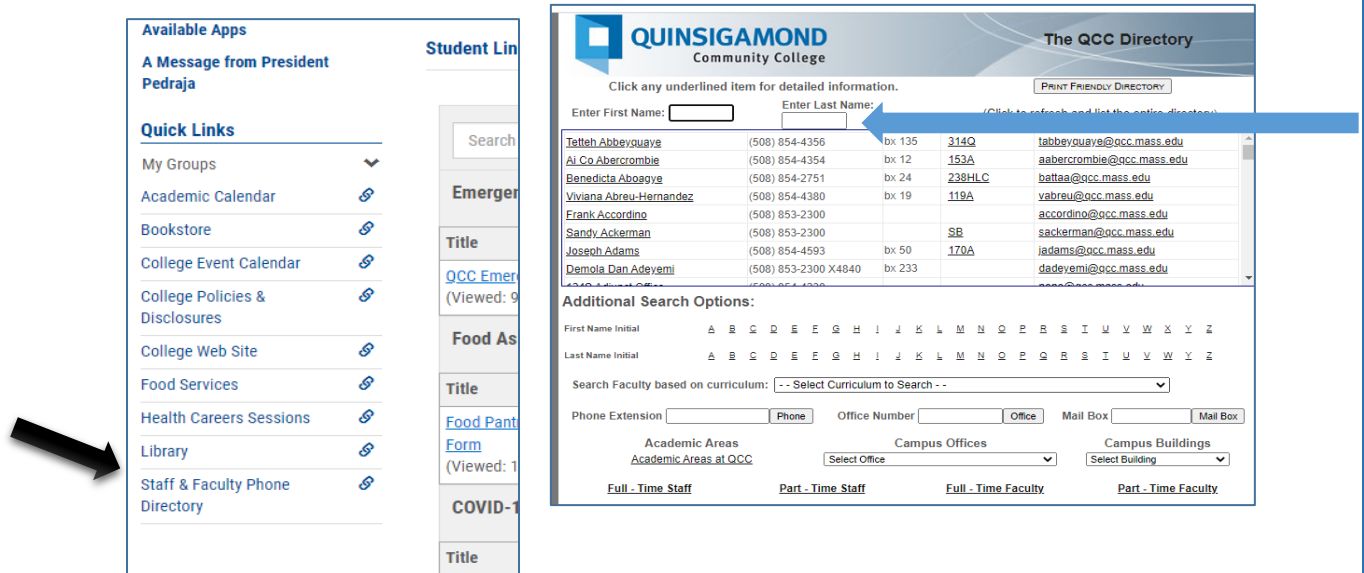 Available Apps
A Message from President
Pedraja
Quick Links
My Groups
Academic Calendar
Bookstore
College Event Calendar
College Policies &
Disclosures
College Web Site
Food Services
Health Careers Sessions
Library
Staff & Faculty Phone
Directory
Student Lin
Search
Emerger
Title
QCC Emer
(Viewed: 9
Food As
Title
Food Pant
Form
(Viewed: 1
COVID-1
Title
QUINSIGAMOND
Community College
The QCC Directory
Click any underlined item for detailed information.
PRINT FRIENDLY DIRECTORY
Enter First Name:
Enter Last Name:
(Click to refresh and list the entire directory)
Tetteh Abbeyquaye (508) 854-4356 bx 135 314Q tabbeyquaye@qcc.mass.edu
Ai Co Abercrombie (508) 854-4354 bx 12 153A aabercrombie@qcc.mass.edu
Benedicta Aboagye (508) 854-2751 bx 24 238HLC battaa@qcc.mass.edu
Viviana Abreu-Hernandez (508) 854-4380 bx 19 119A vabreu@qcc.mass.edu
Frank Accordino (508) 853-2300 accordino@qcc.mass.edu
Sandy Ackerman (508) 853-2300 SB sackerman@qcc.mass.edu
Joseph Adams (508) 854-4593 bx 50 170A jadams@qcc.mass.edu
Demola Dan Adeyemi (508) 853-2300 X4840 bx 233 dadeyemi@qcc.mass.edu
Additional Search Options:
First Name Initial A B C D E F G H I J K L M N O P R S T U V W X Y Z
Last Name Initial A B C D E F G H I J K L M N O P Q R S T U V W Y Z
Search Faculty based on curriculum: - - Select Curriculum to Search - -
Phone Extension Phone Office Number Office Mail Box Mail Box
Academic Areas Campus Offices Campus Buildings
Academic Areas at QCC Select Office Select Building
Full - Time Staff Part - Time Staff Full - Time Faculty Part - Time Faculty